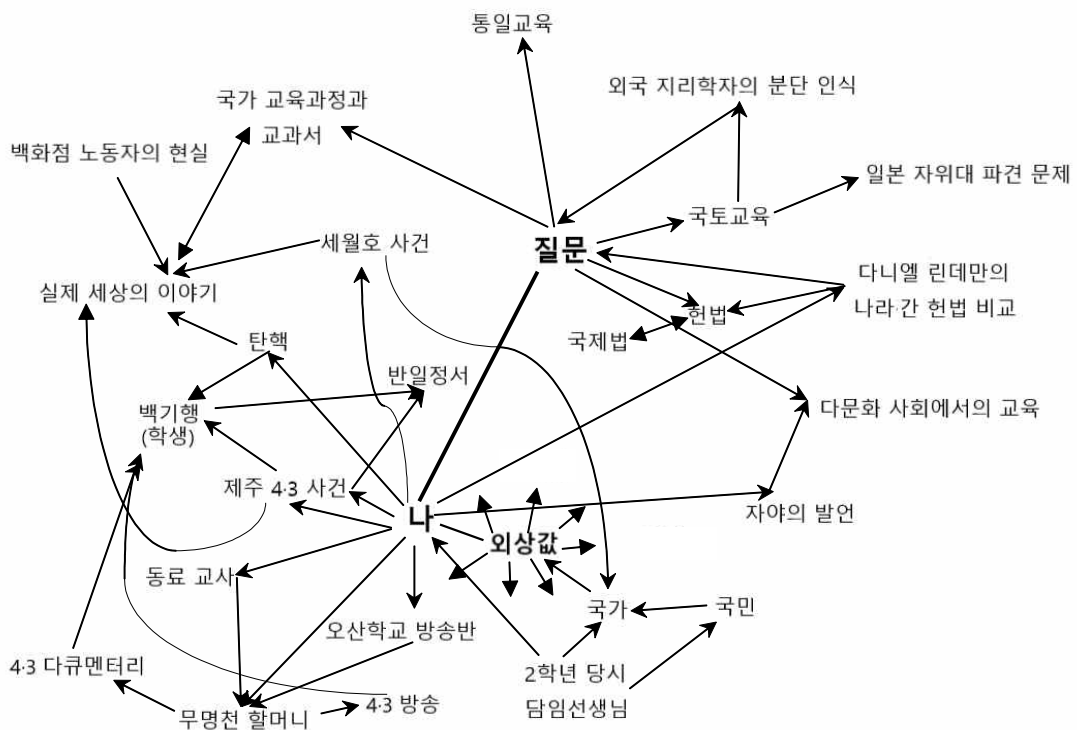 통일교육
외국 지리학자의 분단 인식
국가 교육과정과
교과서
백화점 노동자의 현실
일본 자위대 파견 문제
국토교육
세월호 사건
질문
다니엘 린데만의
나라·간 헌법 비교
실제 세상의 이야기
헌법
국제법
탄핵
반일정서
백기행
(학생)
다문화 사회에서의 교육
제주 4·3 사건
나
자야의 발언
외상값
동료 교사
국가
국민
오산학교 방송반
4·3 다큐멘터리
2학년 당시
담임선생님
4·3 방송
무명천 할머니